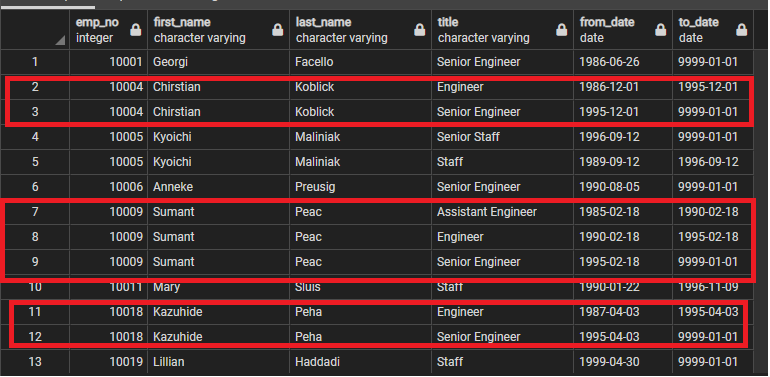 emp_no first_name last_name title from_date to_date
integer character varying character varying character varying date date
1 10001 Georgi Facello Senior Engineer 1986-06-26 9999-01-01
2 10004 Chirstian Koblick Engineer 1986-12-01 1995-12-01
3 10004 Chirstian Koblick Senior Engineer 1995-12-01 9999-01-01
4 10005 Kyoichi Maliniak Senior Staff 1996-09-12 9999-01-01
5 10005 Kyoichi Maliniak Staff 1989-09-12 1996-09-12
6 10006 Anneke Preusig Senior Engineer 1990-08-05 9999-01-01
7 10009 Sumant Peac Assistant Engineer 1985-02-18 1990-02-18
8 10009 Sumant Peac Engineer 1990-02-18 1995-02-18
9 10009 Sumant Peac Senior Engineer 1995-02-18 9999-01-01
10 10011 Mary Sluis Staff 1990-01-22 1996-11-09
11 10018 Kazuhide Peha Engineer 1987-04-03 1995-04-03
12 10018 Kazuhide Peha Senior Engineer 1995-04-03 9999-01-01
13 10019 Lillian Haddadi Staff 1999-04-30 9999-01-01